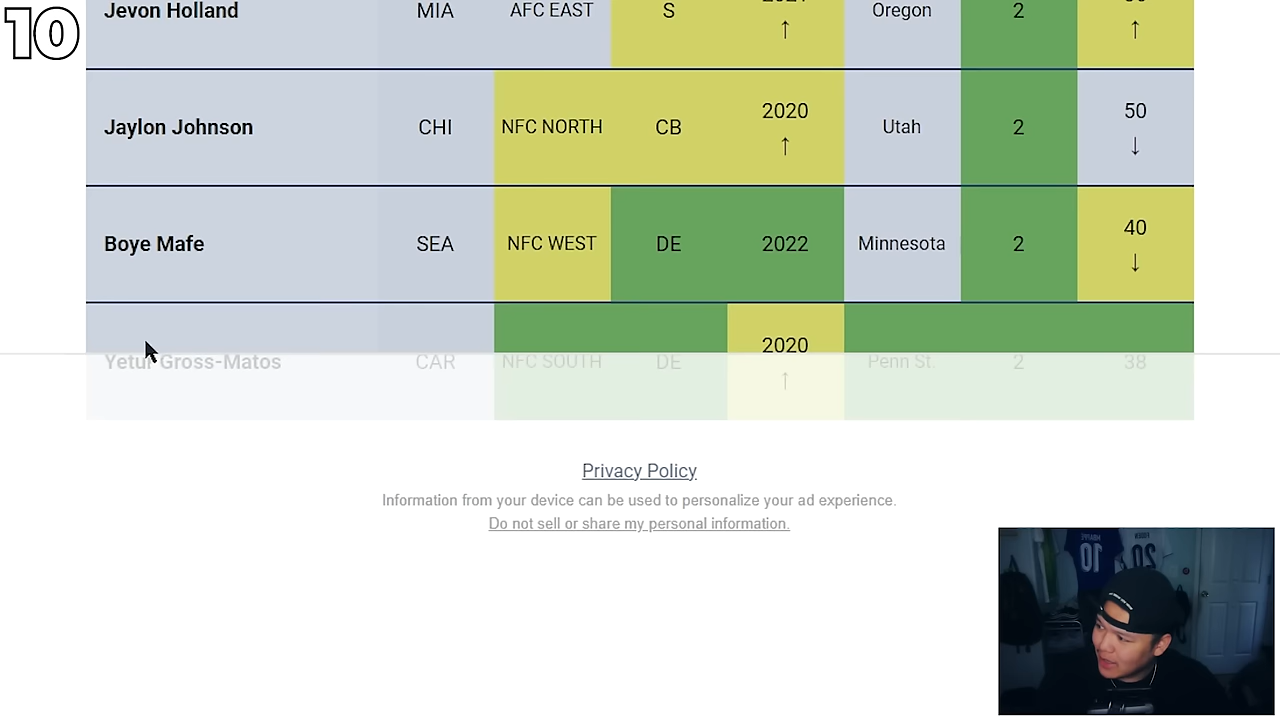 10
Jevon Holland MIA AFC EAST S 2021 ↑ Oregon 2 ↑
Jaylon Johnson CHI NFC NORTH CB 2020 ↑ Utah 2 50 ↓
Boye Mafe SEA NFC WEST DE 2022 Minnesota 2 40 ↓
Yetur Gross-Matos CAR NFC SOUTH DE 2020 ↑ Penn St. 2 38
Privacy Policy
Information from your device can be used to personalize your ad experience.
Do not sell or share my personal information.
10 20